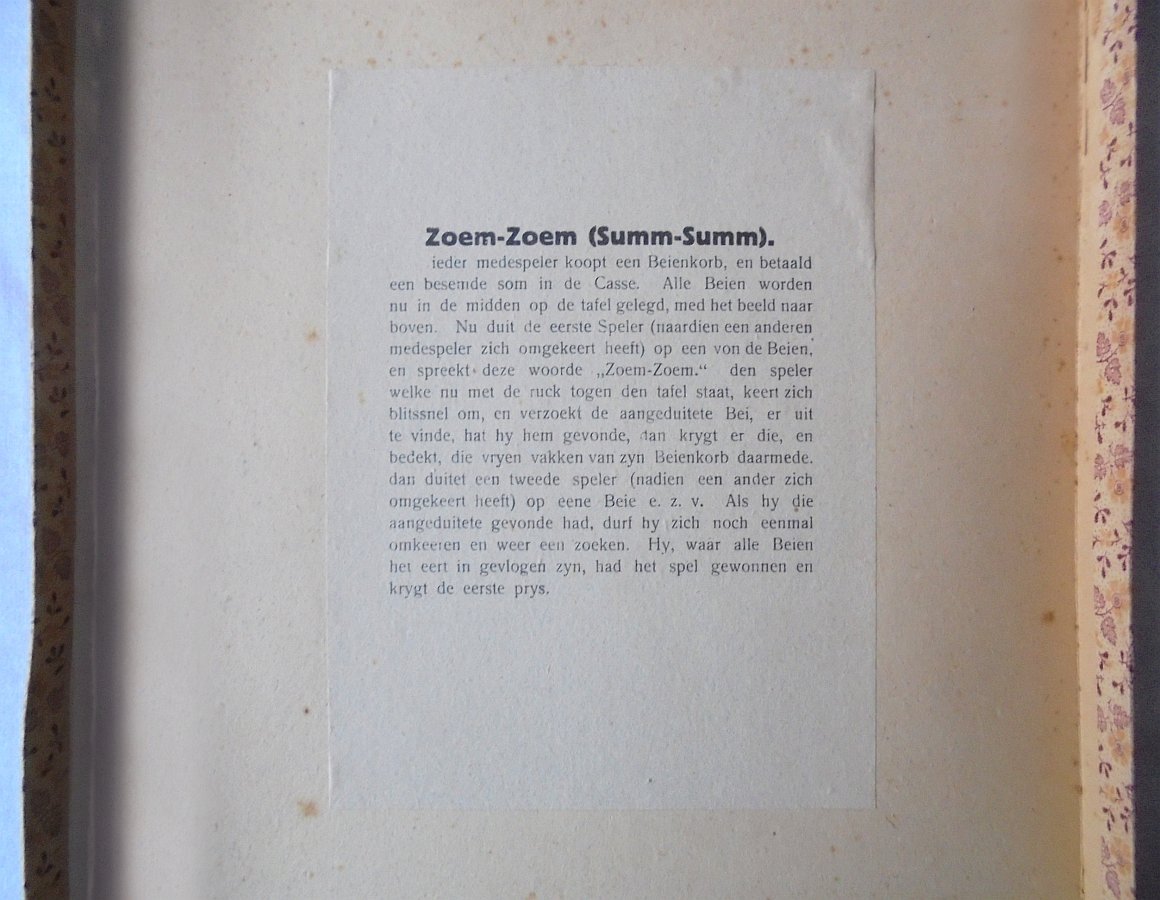 Zoem-Zoem (Summ-Summ).
ieder medespeler koopt een Beienkorb, en betaald
een besemde som in de Casse. Alle Beien worden
nu in de midden op de tafel gelegd, med het beeld naar
boven. Nu duit de eerste Speler (naardien een anderen
medespeler zich omgekert heeft) op een von de Beien,
en spreekt deze woorde „Zoem-Zoem.“ den speler
welke nu met de ruck togen den tafel staat, keert zich
blitssnel om, en verzoekt de aangeduitete Bei, er uit
te vinde, hat hy hem gevonde, dan krygt er die, en
bedekt, die vryen vakken van zyn Beienkorb daarmede.
dan duitet een tweede speler (nadien een ander zich
omgekeert heeft) op eene Beie e. z. v. Als hy die
aangeduitete gevonde had, durf hy zich noch eenmal
omkeeren en weer een zoeken. Hy, waar alle Beien
het eert in gevlogen zyn, had het spel gewonnen en
krygt de eerste prys.